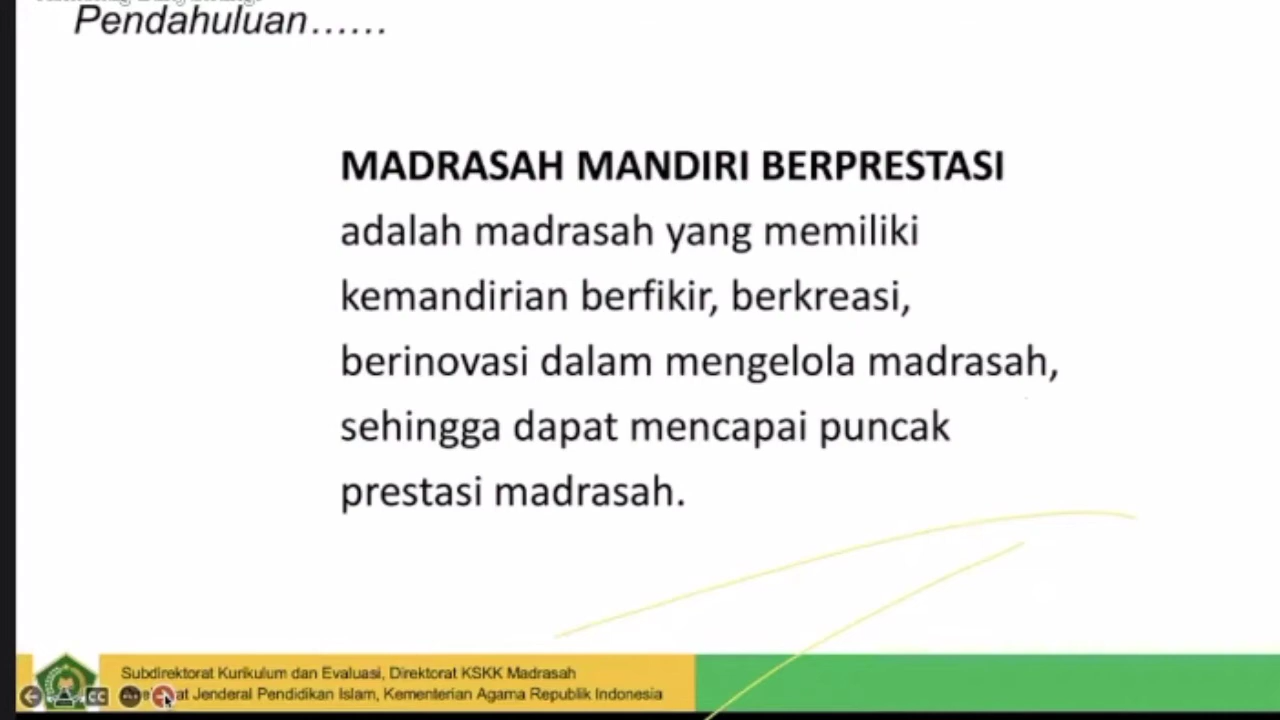 Pendahuluan......
MADRASAH MANDIRI BERPRESTASI
adalah madrasah yang memiliki
kemandirian berfikir, berkreasi,
berinovasi dalam mengelola madrasah,
sehingga dapat mencapai puncak
prestasi madrasah.
Subdirektorat Kurikulum dan Evaluasi, Direktorat KSKK Madrasah
Jenderal Pendidikan Islam, Kementerian Agama Republik Indonesia
CC